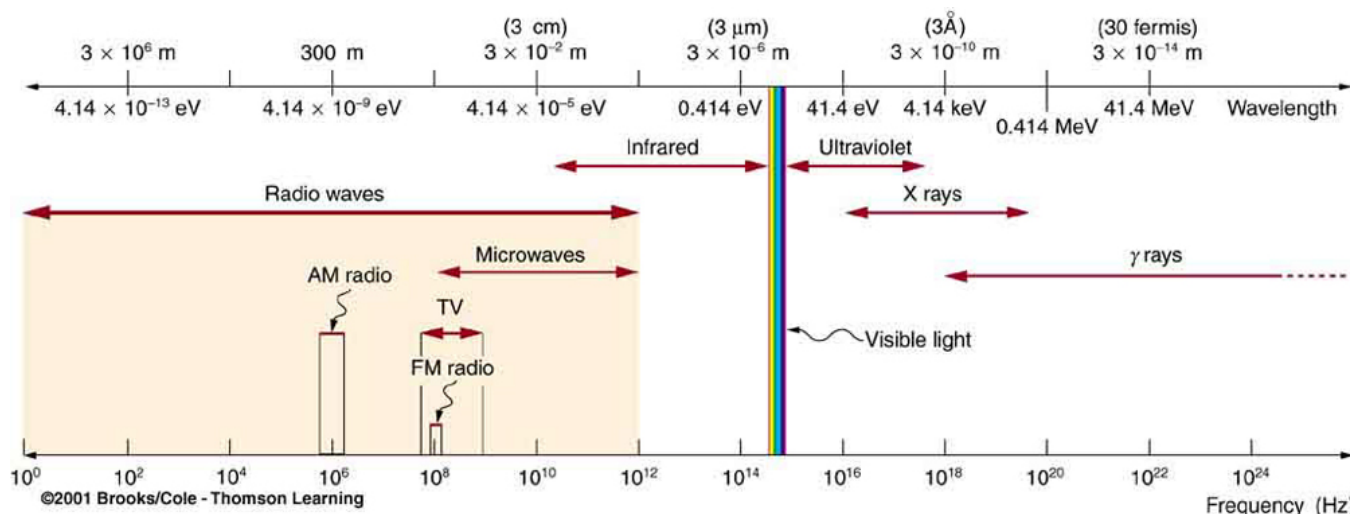 (3 cm) (3 μm) (3Å) (30 fermis)
3 × 10⁶ m 300 m 3 × 10⁻² m 3 × 10⁻⁶ m 3 × 10⁻¹⁰ m 3 × 10⁻¹⁴ m
4.14 × 10⁻¹³ eV 4.14 × 10⁻⁹ eV 4.14 × 10⁻⁵ eV 0.414 eV 41.4 eV 4.14 keV 41.4 MeV Wavelength
0.414 MeV
Infrared Ultraviolet
Radio waves X rays
Microwaves γ rays
AM radio
TV
Visible light
FM radio
10⁰ 10² 10⁴ 10⁶ 10⁸ 10¹⁰ 10¹² 10¹⁴ 10¹⁶ 10¹⁸ 10²⁰ 10²² 10²⁴
©2001 Brooks/Cole - Thomson Learning
Frequency (Hz)